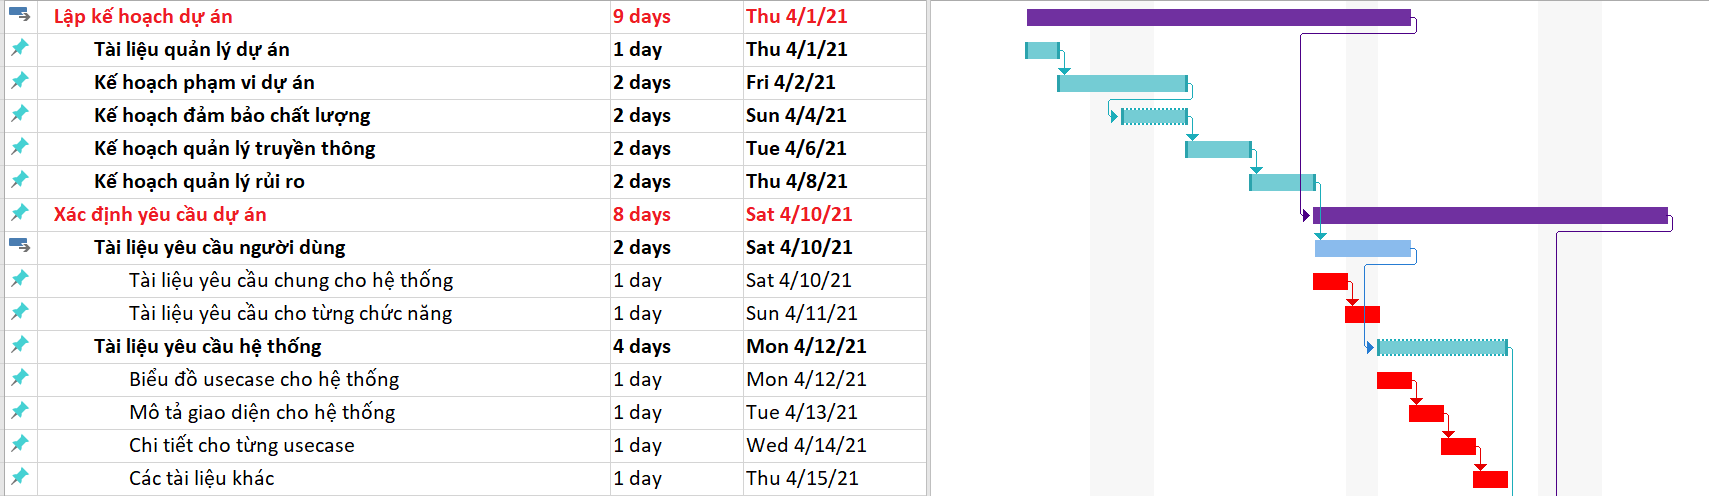 Lập kế hoạch dự án 9 days Thu 4/1/21
Tài liệu quản lý dự án 1 day Thu 4/1/21
Kế hoạch phạm vi dự án 2 days Fri 4/2/21
Kế hoạch đảm bảo chất lượng 2 days Sun 4/4/21
Kế hoạch quản lý truyền thông 2 days Tue 4/6/21
Kế hoạch quản lý rủi ro 2 days Thu 4/8/21
Xác định yêu cầu dự án 8 days Sat 4/10/21
Tài liệu yêu cầu người dùng 2 days Sat 4/10/21
Tài liệu yêu cầu chung cho hệ thống 1 day Sat 4/10/21
Tài liệu yêu cầu cho từng chức năng 1 day Sun 4/11/21
Tài liệu yêu cầu hệ thống 4 days Mon 4/12/21
Biểu đồ usecase cho hệ thống 1 day Mon 4/12/21
Mô tả giao diện cho hệ thống 1 day Tue 4/13/21
Chi tiết cho từng usecase 1 day Wed 4/14/21
Các tài liệu khác 1 day Thu 4/15/21